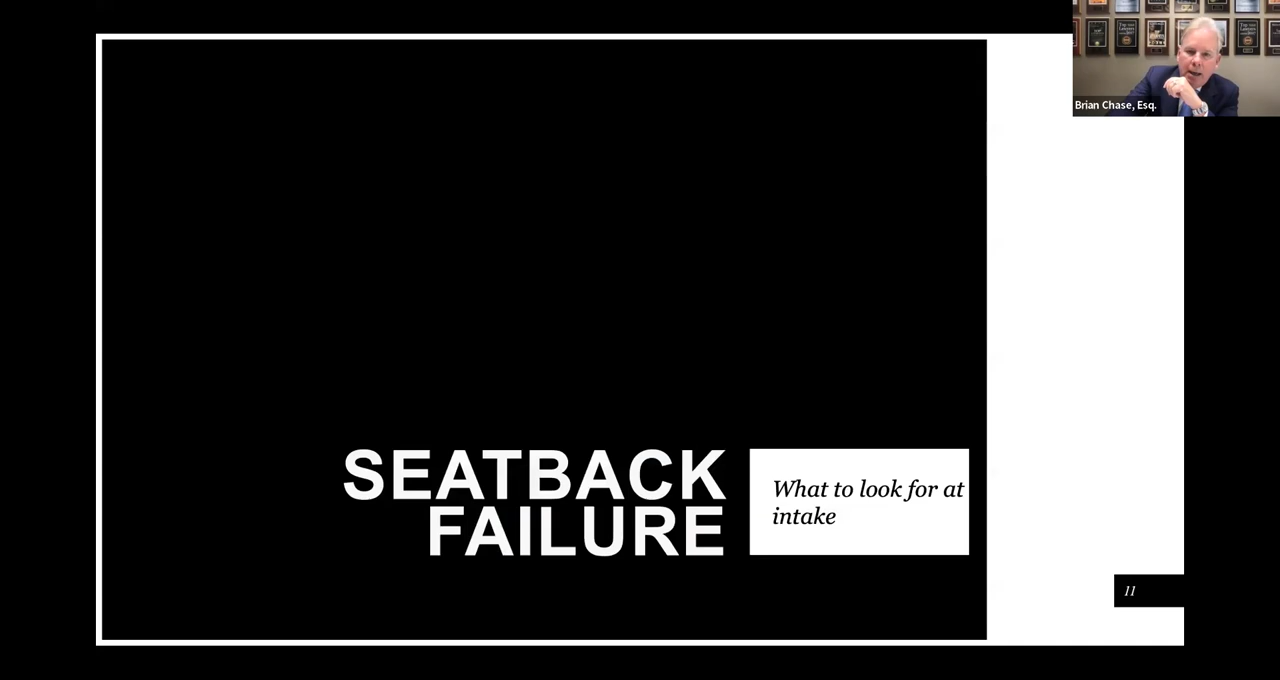 Brian Chase, Esq.
SEATBACK
FAILURE
What to look for at
intake
11